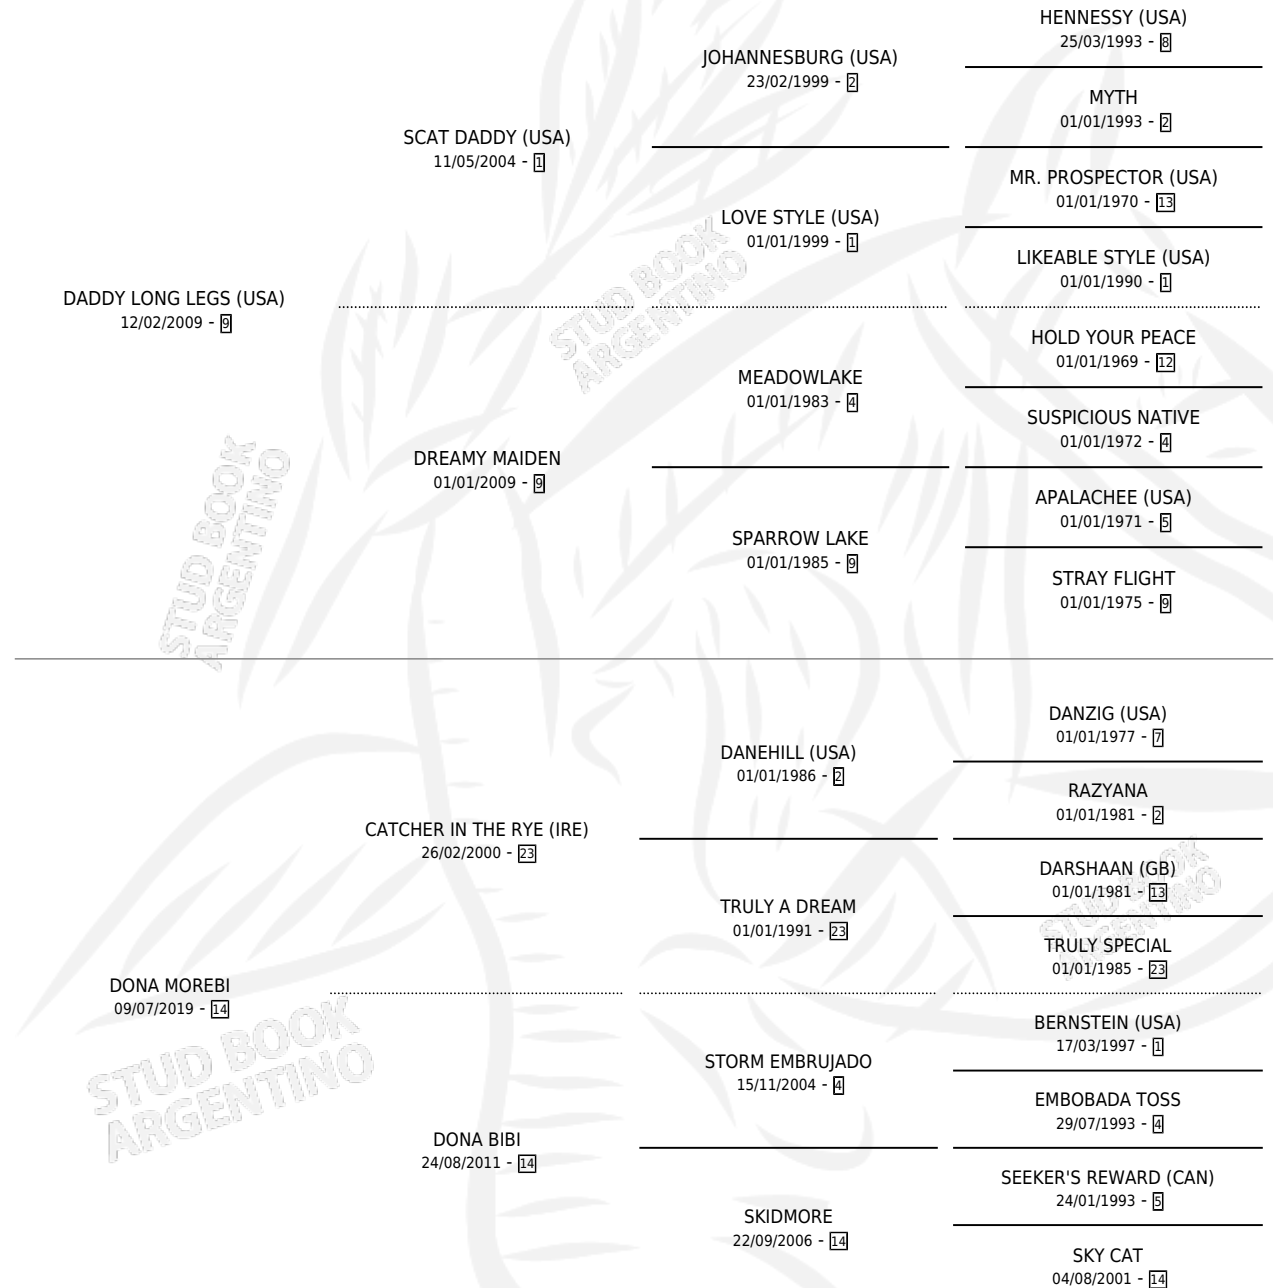 HENNESSY (USA)
25/03/1993 - 8
JOHANNESBURG (USA)
23/02/1999 - 2
MYTH
01/01/1993 - 2
SCAT DADDY (USA)
11/05/2004 - 1
MR. PROSPECTOR (USA)
01/01/1970 - 13
LOVE STYLE (USA)
01/01/1999 - 1
LIKEABLE STYLE (USA)
01/01/1990 - 1
STUD BOOK
ARGENTINO
DADDY LONG LEGS (USA)
12/02/2009 - 9
HOLD YOUR PEACE
01/01/1969 - 12
MEADOWLAKE
01/01/1983 - 4
SUSPICIOUS NATIVE
01/01/1972 - 4
DREAMY MAIDEN
01/01/2009 - 9
APALACHEE (USA)
01/01/1971 - 5
SPARROW LAKE
01/01/1985 - 9
STRAY FLIGHT
01/01/1975 - 9
STUD BOOK
ARGENTINO
DANZIG (USA)
01/01/1977 - 7
DANEHILL (USA)
01/01/1986 - 2
RAZYANA
01/01/1981 - 2
CATCHER IN THE RYE (IRE)
26/02/2000 - 23
DARSHAAN (GB)
01/01/1981 - 13
TRULY A DREAM
01/01/1991 - 23
TRULY SPECIAL
01/01/1985 - 23
STUD BOOK
ARGENTINO
DONA MOREBI
09/07/2019 - 14
BERNSTEIN (USA)
17/03/1997 - 1
STORM EMBRUJADO
15/11/2004 - 4
EMBOBADA TOSS
29/07/1993 - 4
STUD BOOK
ARGENTINO
DONA BIBI
24/08/2011 - 14
SEEKER'S REWARD (CAN)
24/01/1993 - 5
SKIDMORE
22/09/2006 - 14
SKY CAT
04/08/2001 - 14